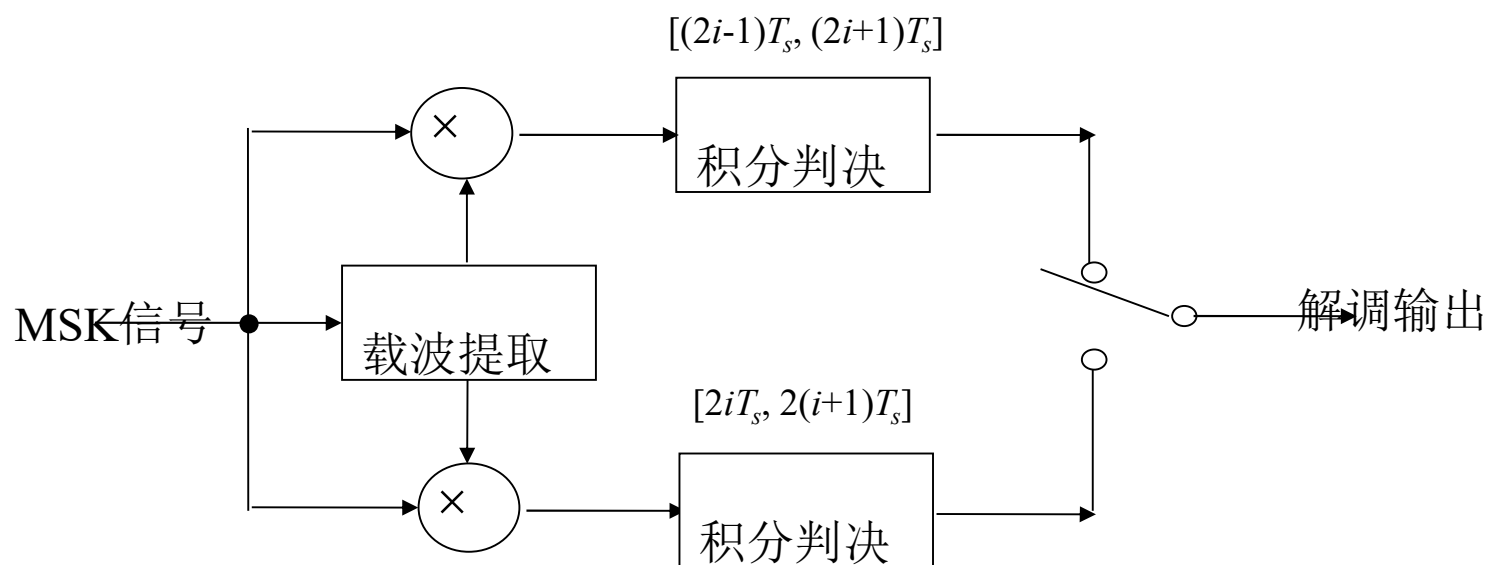 [(2i-1)Tₛ, (2i+1)Tₛ]
×
积分判决
MSK信号
载波提取
解调输出
[2iTₛ, 2(i+1)Tₛ]
×
积分判决